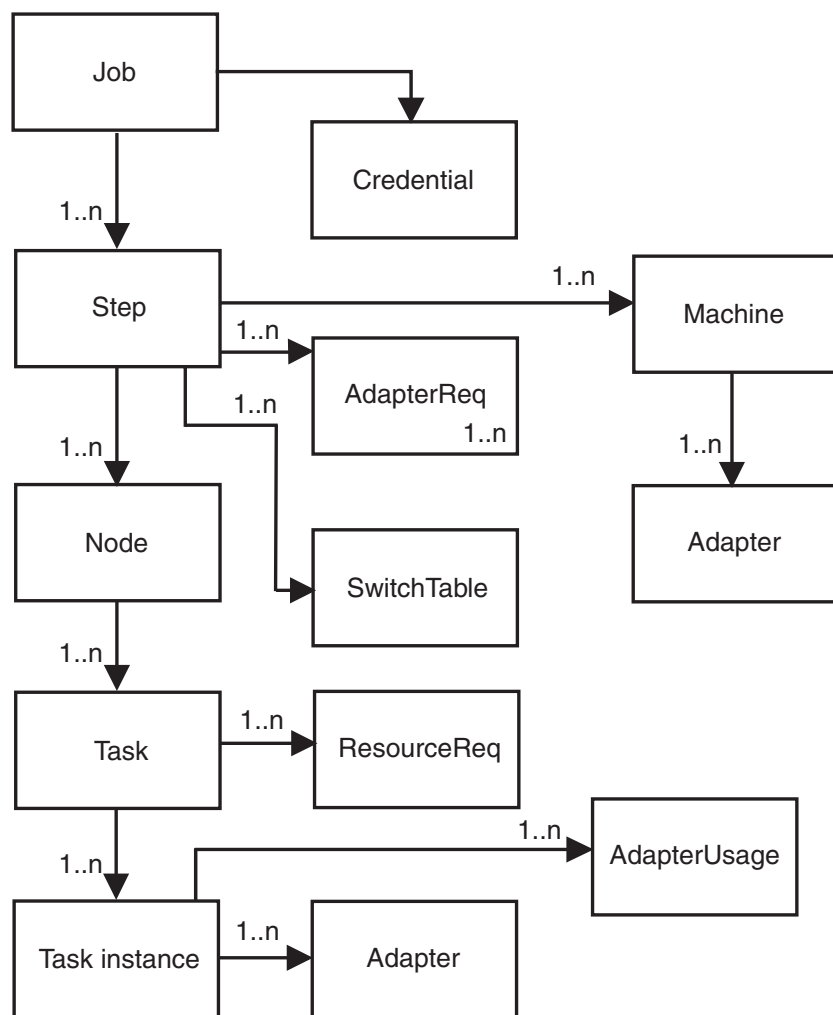 Job
Credential
1..n
Step
1..n
Machine
1..n
AdapterReq
1..n
1..n
1..n
1..n
Node
Adapter
SwitchTable
1..n
Task
1..n
ResourceReq
1..n
1..n
AdapterUsage
Task instance
1..n
Adapter